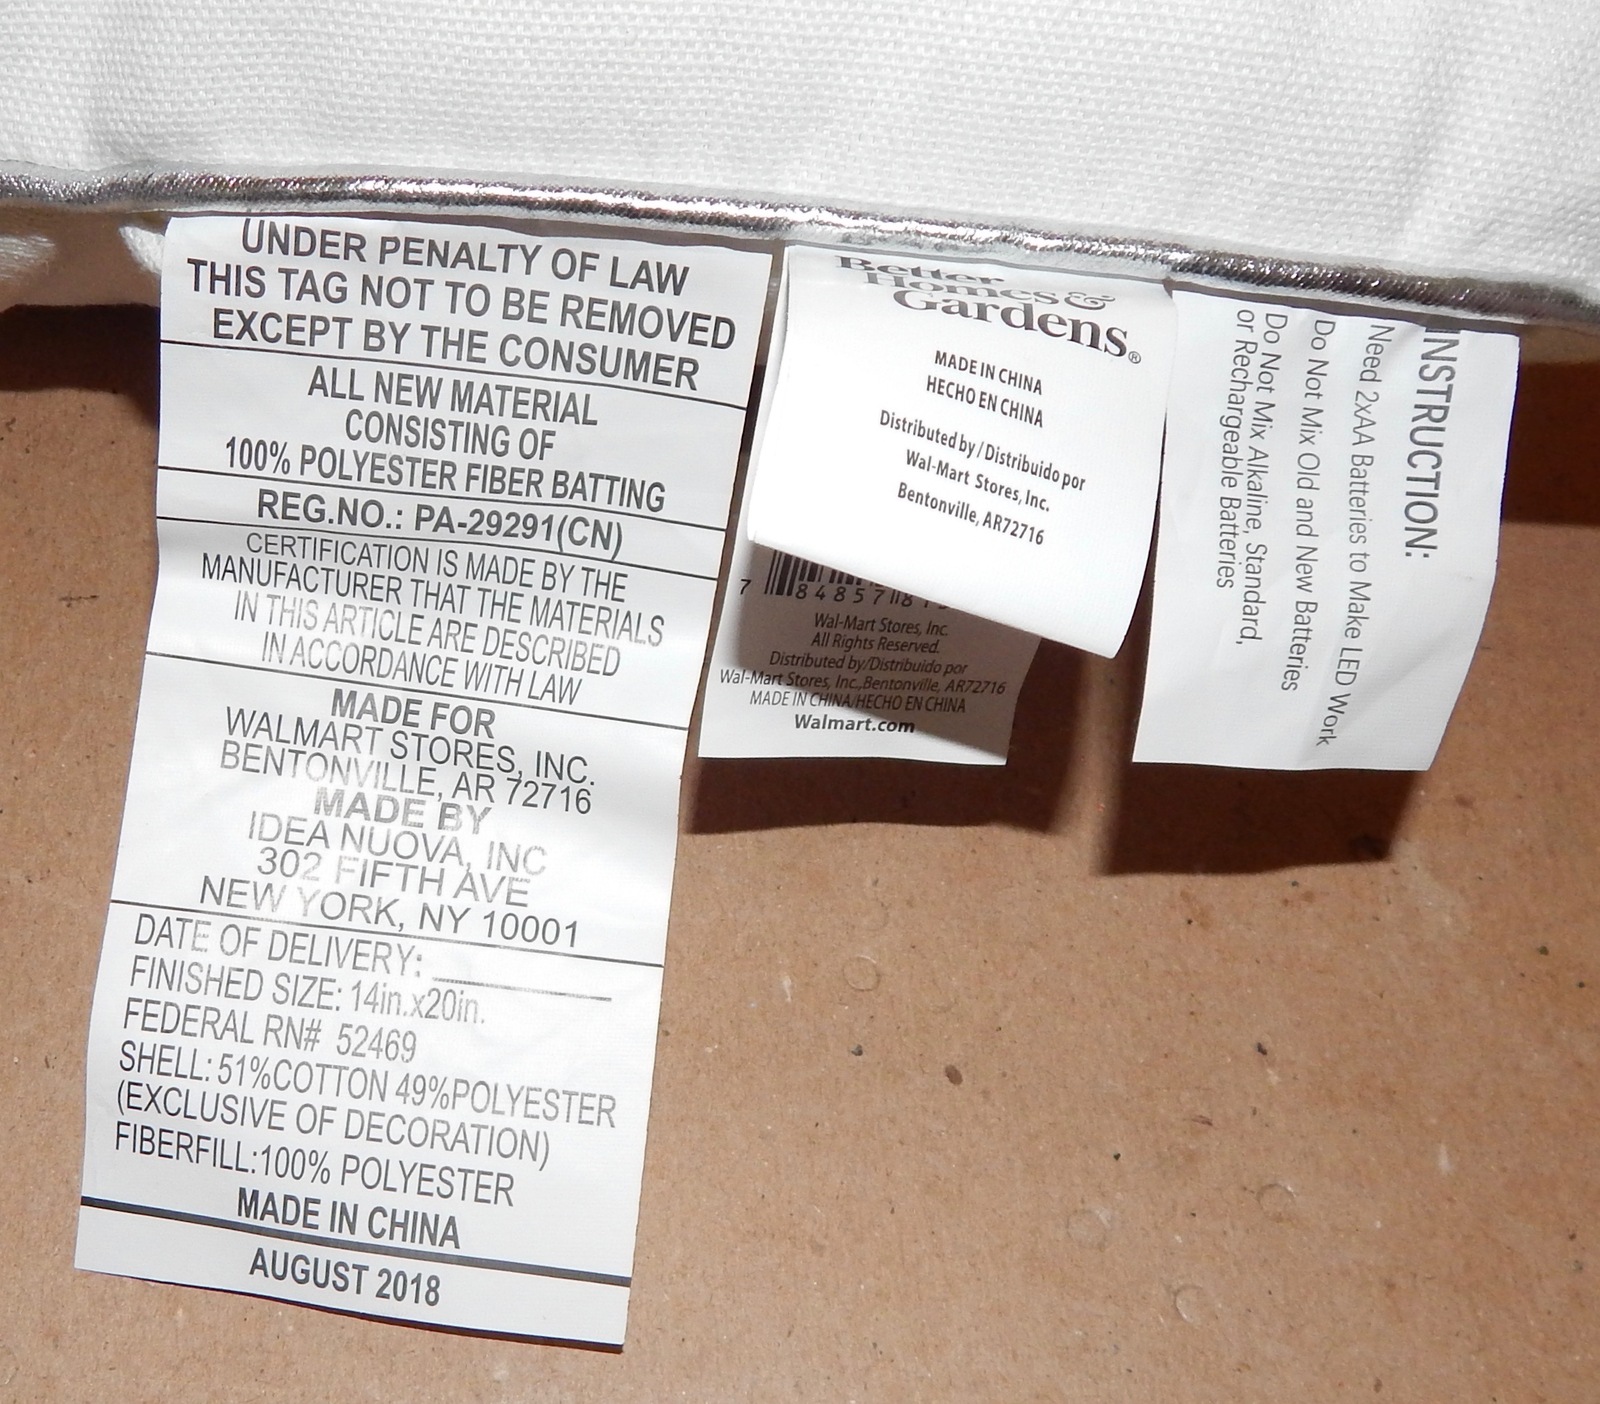 UNDER PENALTY OF LAW
THIS TAG NOT TO BE REMOVED
EXCEPT BY THE CONSUMER
ALL NEW MATERIAL
CONSISTING OF
100% POLYESTER FIBER BATTING
REG.NO.: PA-29291(CN)
CERTIFICATION IS MADE BY THE
MANUFACTURER THAT THE MATERIALS
IN THIS ARTICLE ARE DESCRIBED
IN ACCORDANCE WITH LAW
MADE FOR
WALMART STORES, INC.
BENTONVILLE, AR 72716
MADE BY
IDEA NUOVA, INC
302 FIFTH AVE
NEW YORK, NY 10001
DATE OF DELIVERY: ____________
FINISHED SIZE: 14in.x20in.
FEDERAL RN# 52469
SHELL: 51%COTTON 49%POLYESTER
(EXCLUSIVE OF DECORATION)
FIBERFILL:100% POLYESTER
MADE IN CHINA
AUGUST 2018
Better
Homes &
Gardens®
MADE IN CHINA
HECHO EN CHINA
Distributed by / Distribuido por
Wal-Mart Stores, Inc.
Bentonville, AR72716
7 84857
Wal-Mart Stores, Inc.
All Rights Reserved.
Distributed by/Distribuido por
Wal-Mart Stores, Inc.,Bentonville, AR72716
MADE IN CHINA/HECHO EN CHINA
Walmart.com
INSTRUCTION:
Need 2xAA Batteries to Make LED Work
Do Not Mix Old and New Batteries
Do Not Mix Alkaline, Standard,
or Rechargeable Batteries